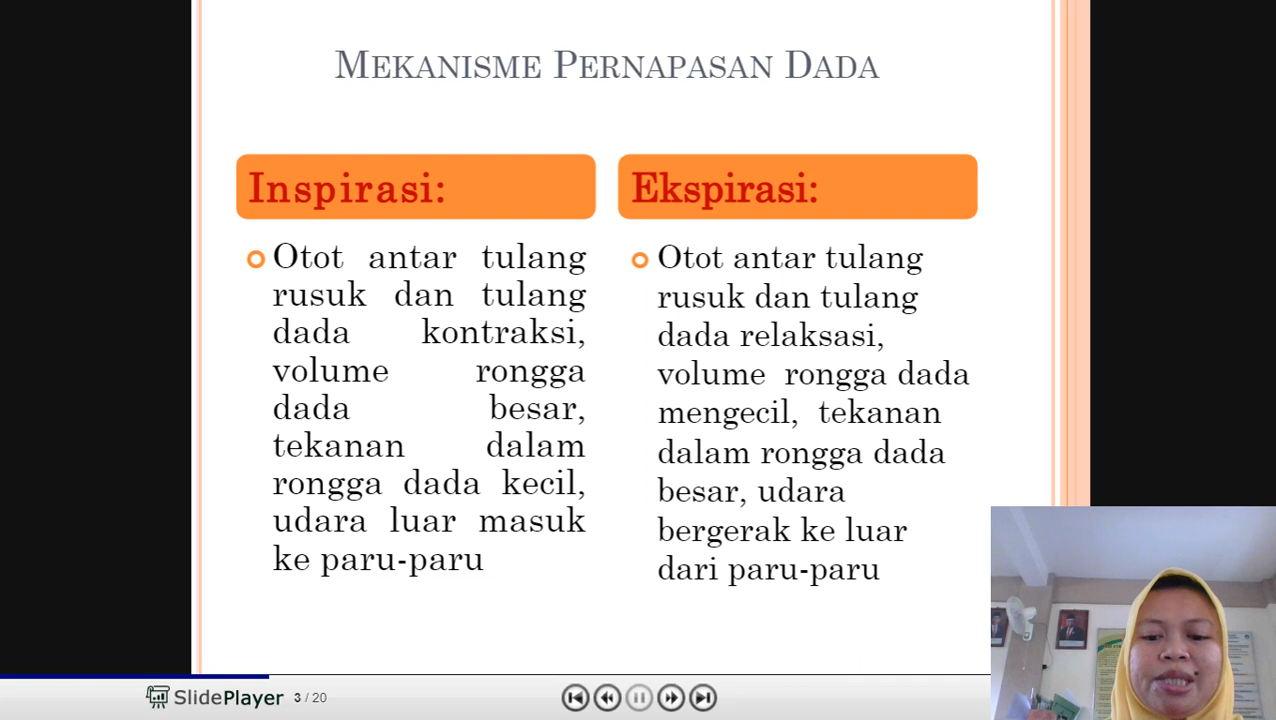 MEKANISME PERNAPASAN DADA
Inspirasi:
Otot antar tulang
rusuk dan tulang
dada kontraksi,
volume rongga
dada besar,
tekanan dalam
rongga dada kecil,
udara luar masuk
ke paru-paru
Ekspirasi:
Otot antar tulang
rusuk dan tulang
dada relaksasi,
volume rongga dada
mengecil, tekanan
dalam rongga dada
besar, udara
bergerak ke luar
dari paru-paru
SlidePlayer 3 / 20